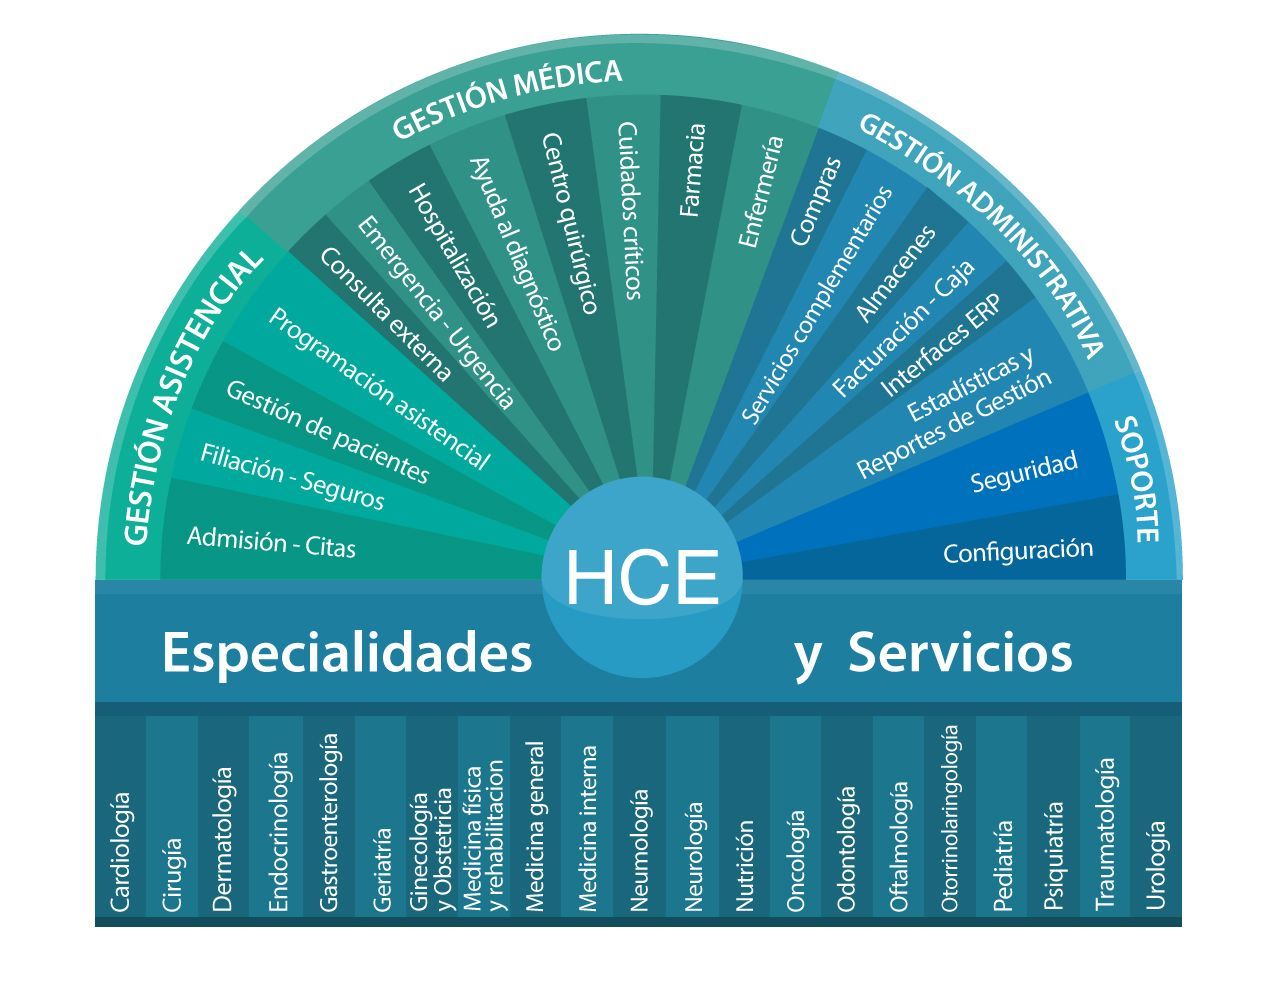 GESTIÓN ASISTENCIAL
Admisión - Citas
Filiación - Seguros
Gestión de pacientes
Programación asistencial
GESTIÓN MÉDICA
Consulta externa
Emergencia - Urgencia
Hospitalización
Ayuda al diagnóstico
Centro quirúrgico
Cuidados críticos
Farmacia
Enfermería
GESTIÓN ADMINISTRATIVA
Compras
Servicios complementarios
Almacenes
Facturación - Caja
Interfaces ERP
Estadísticas y
Reportes de Gestión
SOPORTE
Seguridad
Configuración
HCE
Especialidades y Servicios
Cardiología
Cirugía
Dermatología
Endocrinología
Gastroenterología
Geriatría
Ginecología
y Obstetricia
Medicina física
y rehabilitacion
Medicina general
Medicina interna
Neumología
Neurología
Nutrición
Oncología
Odontología
Oftalmología
Otorrinolaringología
Pediatría
Psiquiatría
Traumatología
Urología